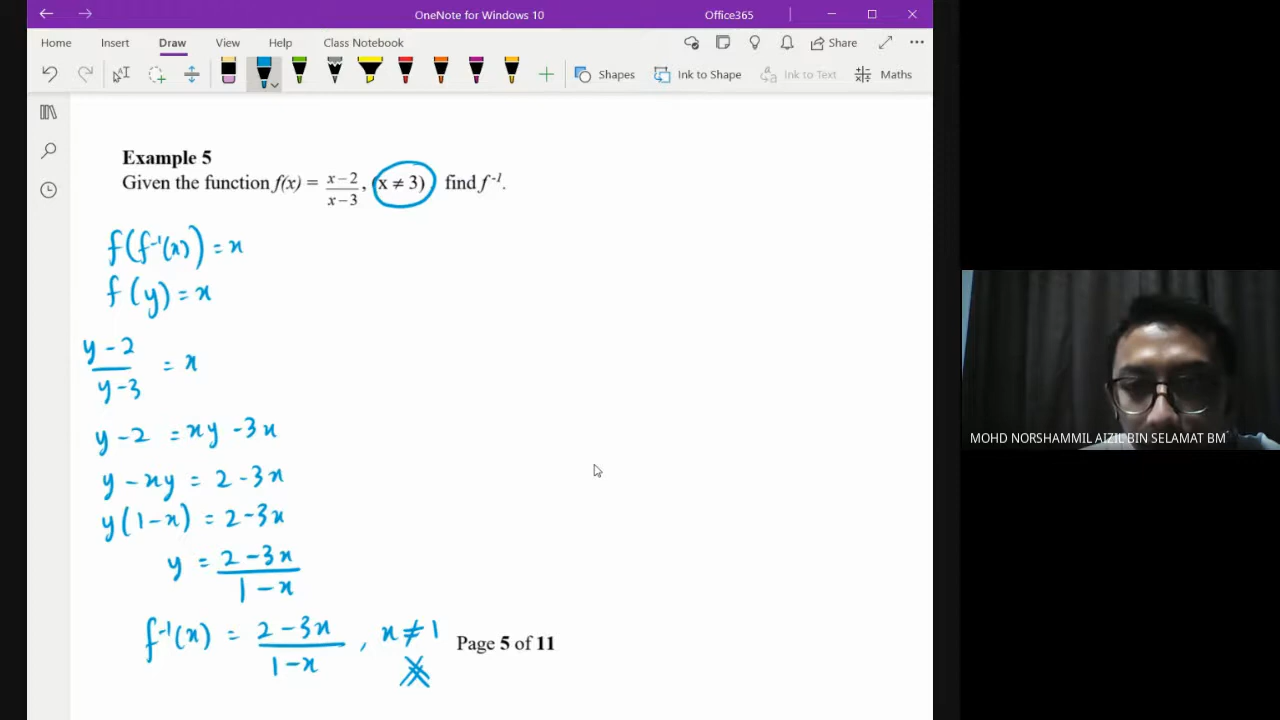 OneNote for Windows 10
Office365
Home Insert Draw View Help Class Notebook
Share
Shapes Ink to Shape Ink to Text Maths
Example 5
Given the function f(x) = x−2/x−3, (x ≠ 3) find f⁻¹.
f(f⁻¹(x)) = x
f(y) = x
y−2/y−3 = x
y−2 = xy −3x
y − xy = 2−3x
y(1−x) = 2−3x
y = 2−3x/1−x
f⁻¹(x) = 2−3x/1−x, x≠1
Page 5 of 11
MOHD NORSHAMMIL AIZIL BIN SELAMAT BM